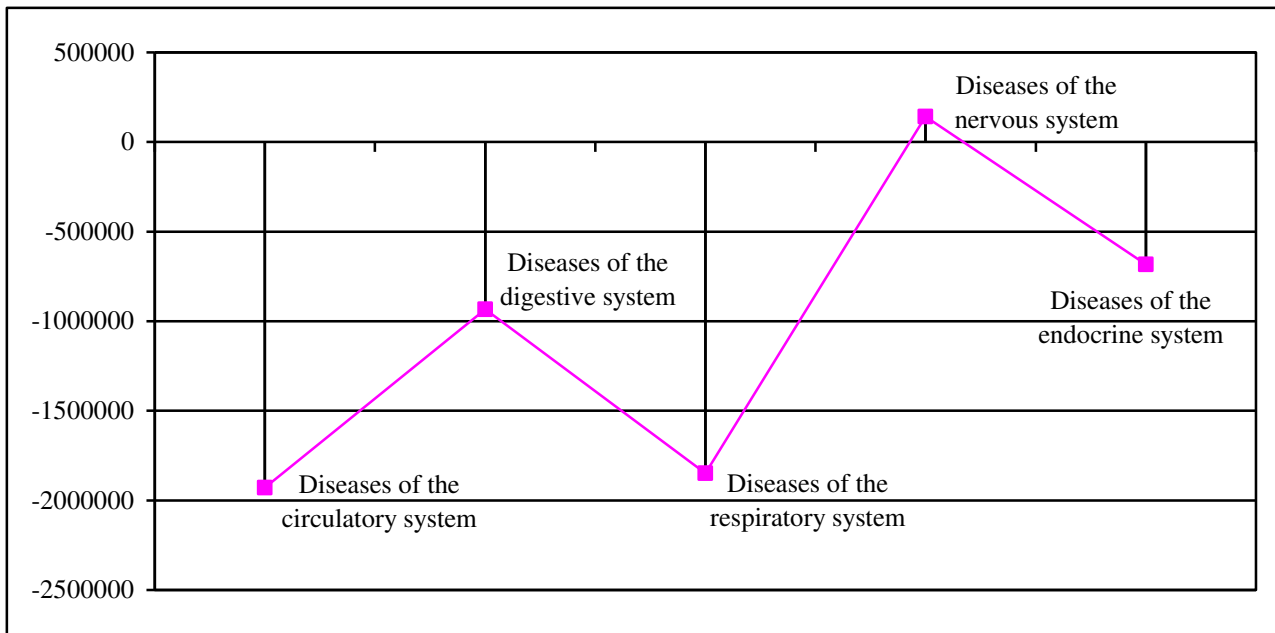 500000
0
-500000
-1000000
-1500000
-2000000
-2500000
Diseases of the
circulatory system
Diseases of the
digestive system
Diseases of the
respiratory system
Diseases of the
nervous system
Diseases of the
endocrine system